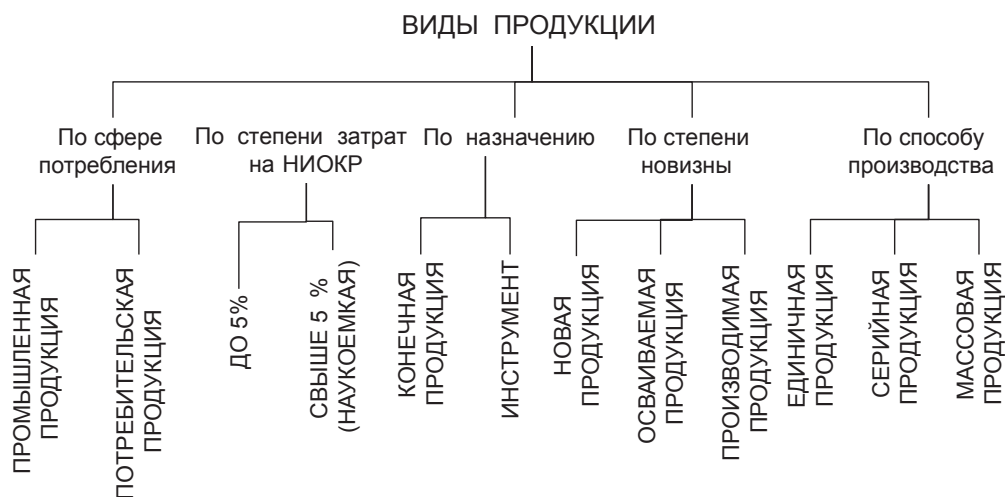 ВИДЫ ПРОДУКЦИИ
По сфере
потребления
По степени затрат
на НИОКР
По назначению
По степени
новизны
По способу
производства
ПРОМЫШЛЕННАЯ
ПРОДУКЦИЯ
ПОТРЕБИТЕЛЬСКАЯ
ПРОДУКЦИЯ
ДО 5%
СВЫШЕ 5 %
(НАУКОЕМКАЯ)
КОНЕЧНАЯ
ПРОДУКЦИЯ
ИНСТРУМЕНТ
НОВАЯ
ПРОДУКЦИЯ
ОСВАИВАЕМАЯ
ПРОДУКЦИЯ
ПРОИЗВОДИМАЯ
ПРОДУКЦИЯ
ЕДИНИЧНАЯ
ПРОДУКЦИЯ
СЕРИЙНАЯ
ПРОДУКЦИЯ
МАССОВАЯ
ПРОДУКЦИЯ